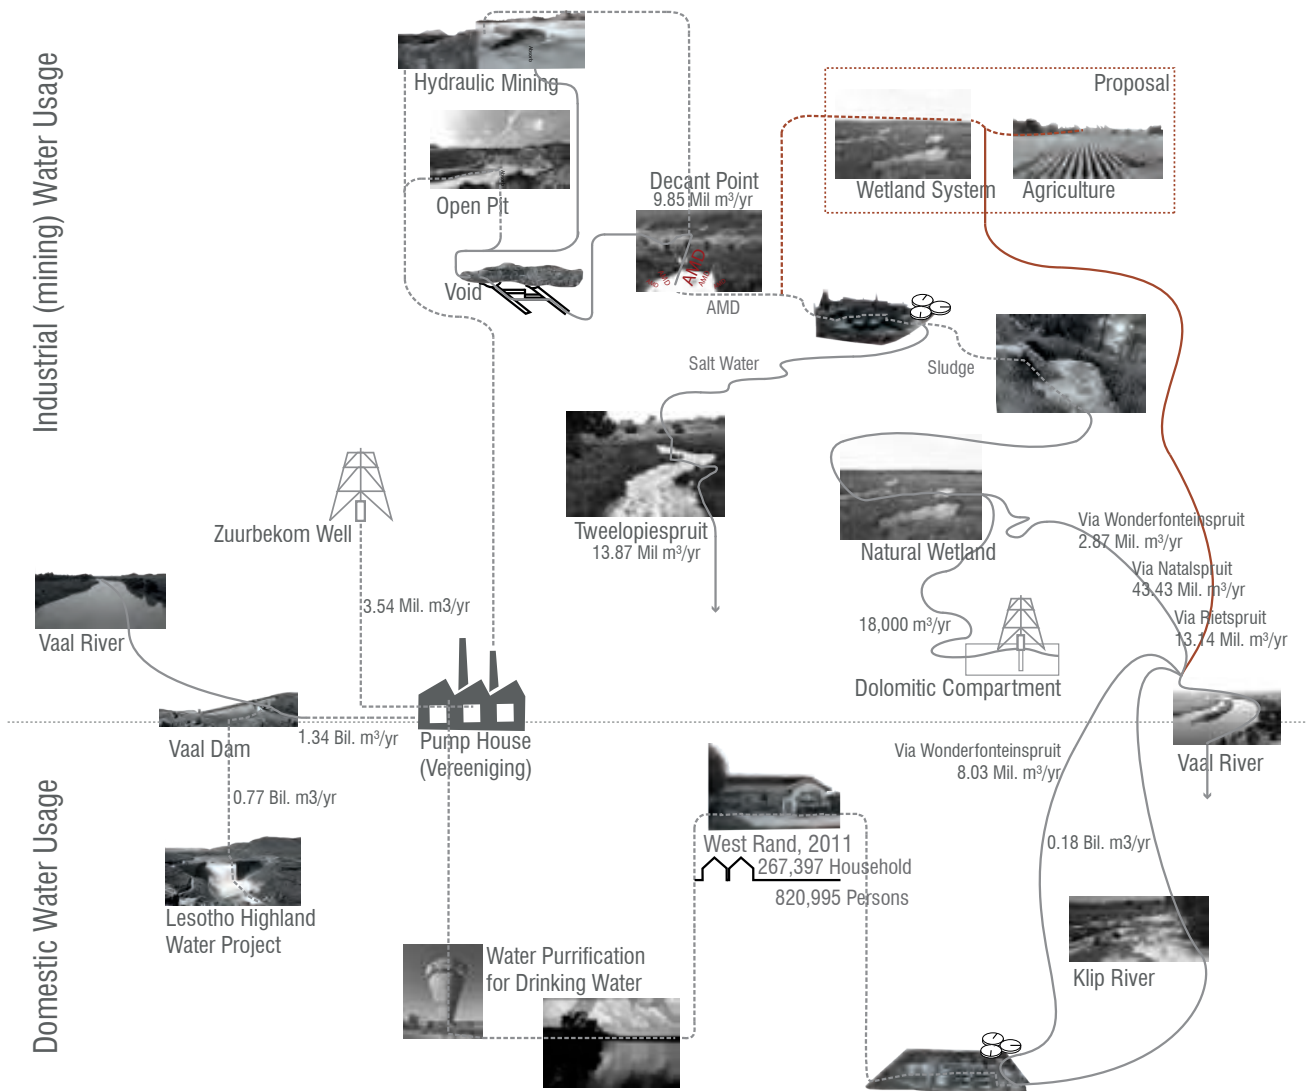 Industrial (mining) Water Usage
Domestic Water Usage
Hydraulic Mining
Open Pit
Void
Decant Point
9.85 Mil m³/yr
AMD
AMD
AMD
Proposal
Wetland System
Agriculture
Salt Water
Sludge
Tweelopiespruit
13.87 Mil m³/yr
Natural Wetland
Via Wonderfonteinspruit
2.87 Mil. m³/yr
Via Natalspruit
43.43 Mil. m³/yr
Via Rietspruit
13.14 Mil. m³/yr
18,000 m³/yr
Dolomitic Compartment
Zuurbekom Well
3.54 Mil. m3/yr
Vaal River
Vaal Dam
1.34 Bil. m³/yr
Pump House
(Vereeniging)
0.77 Bil. m3/yr
Lesotho Highland
Water Project
Via Wonderfonteinspruit
8.03 Mil. m³/yr
Vaal River
West Rand, 2011
267,397 Household
820,995 Persons
0.18 Bil. m3/yr
Klip River
Water Purrification
for Drinking Water